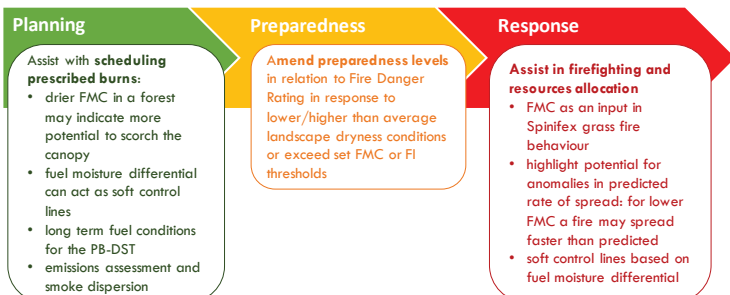 Planning
Assist with scheduling
prescribed burns:
• drier FMC in a forest
may indicate more
potential to scorch the
canopy
• fuel moisture differential
can act as soft control
lines
• long term fuel conditions
for the PB-DST
• emissions assessment and
smoke dispersion
Preparedness
Amend preparedness levels
in relation to Fire Danger
Rating in response to
lower/higher than average
landscape dryness conditions
or exceed set FMC or FI
thresholds
Response
Assist in firefighting and
resources allocation
• FMC as an input in
Spinifex grass fire
behaviour
• highlight potential for
anomalies in predicted
rate of spread: for lower
FMC a fire may spread
faster than predicted
• soft control lines based on
fuel moisture differential